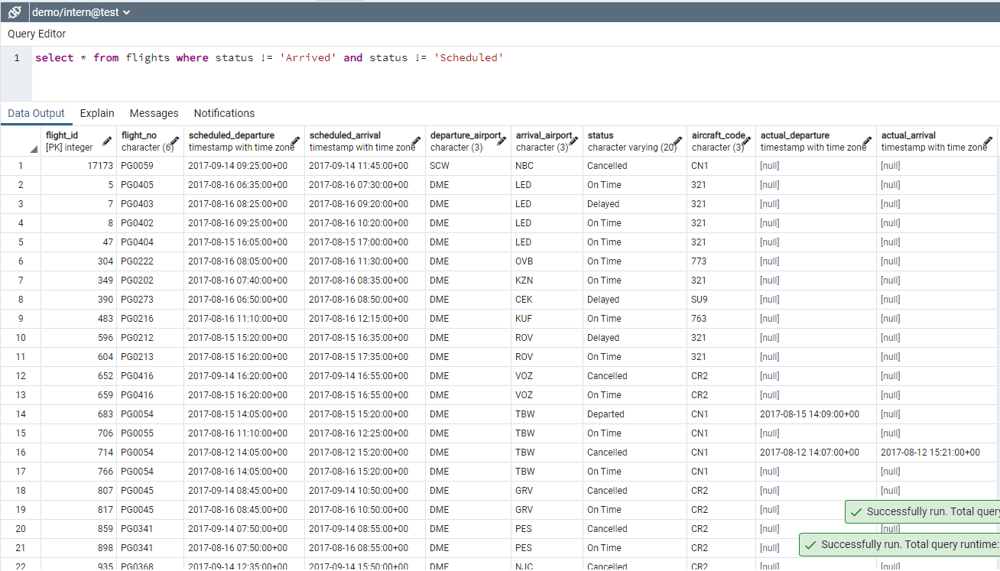 demo/intern@test
Query Editor
1 select * from flights where status != 'Arrived' and status != 'Scheduled'
Data Output Explain Messages Notifications
flight_id flight_no scheduled_departure scheduled_arrival departure_airport arrival_airport status aircraft_code actual_departure actual_arrival
[PK] integer character (6) timestamp with time zone timestamp with time zone character (3) character (3) character varying (20) character (3) timestamp with time zone timestamp with time zone
1 17173 PG0059 2017-09-14 09:25:00+00 2017-09-14 11:45:00+00 SCW NBC Cancelled CN1 [null] [null]
2 5 PG0405 2017-08-16 06:35:00+00 2017-08-16 07:30:00+00 DME LED On Time 321 [null] [null]
3 7 PG0403 2017-08-16 08:25:00+00 2017-08-16 09:20:00+00 DME LED Delayed 321 [null] [null]
4 8 PG0402 2017-08-16 09:25:00+00 2017-08-16 10:20:00+00 DME LED On Time 321 [null] [null]
5 47 PG0404 2017-08-15 16:05:00+00 2017-08-15 17:00:00+00 DME LED On Time 321 [null] [null]
6 304 PG0222 2017-08-16 08:05:00+00 2017-08-16 11:30:00+00 DME OVB On Time 773 [null] [null]
7 349 PG0202 2017-08-16 07:40:00+00 2017-08-16 08:35:00+00 DME KZN On Time 321 [null] [null]
8 390 PG0273 2017-08-16 06:50:00+00 2017-08-16 08:50:00+00 DME CEK Delayed SU9 [null] [null]
9 483 PG0216 2017-08-16 11:10:00+00 2017-08-16 12:15:00+00 DME KUF On Time 763 [null] [null]
10 596 PG0212 2017-08-15 15:20:00+00 2017-08-15 16:35:00+00 DME ROV Delayed 321 [null] [null]
11 604 PG0213 2017-08-15 16:20:00+00 2017-08-15 17:35:00+00 DME ROV On Time 321 [null] [null]
12 652 PG0416 2017-09-14 16:20:00+00 2017-09-14 16:55:00+00 DME VOZ Cancelled CR2 [null] [null]
13 659 PG0416 2017-08-15 16:20:00+00 2017-08-15 16:55:00+00 DME VOZ On Time CR2 [null] [null]
14 683 PG0054 2017-08-15 14:05:00+00 2017-08-15 15:20:00+00 DME TBW Departed CN1 2017-08-15 14:09:00+00 [null]
15 706 PG0055 2017-08-16 11:10:00+00 2017-08-16 12:25:00+00 DME TBW On Time CN1 [null] [null]
16 714 PG0054 2017-08-12 14:05:00+00 2017-08-12 15:20:00+00 DME TBW Cancelled CN1 2017-08-12 14:07:00+00 2017-08-12 15:21:00+00
17 766 PG0054 2017-08-16 14:05:00+00 2017-08-16 15:20:00+00 DME TBW On Time CN1 [null] [null]
18 807 PG0045 2017-09-14 08:45:00+00 2017-09-14 10:50:00+00 DME GRV Cancelled CR2 [null] [null]
19 817 PG0045 2017-08-16 08:45:00+00 2017-08-16 10:50:00+00 DME GRV On Time CR2 [null]
Successfully run. Total query
20 859 PG0341 2017-09-14 07:50:00+00 2017-09-14 08:55:00+00 DME PES Cancelled CR2 [null] [null]
21 898 PG0341 2017-08-16 07:50:00+00 2017-08-16 08:55:00+00 DME PES On Time CR2 [null]
Successfully run. Total query runtime:
22 935 PG0368 2017-09-14 12:35:00+00 2017-09-14 15:50:00+00 DME NJC Cancelled CR2 [null] [null]